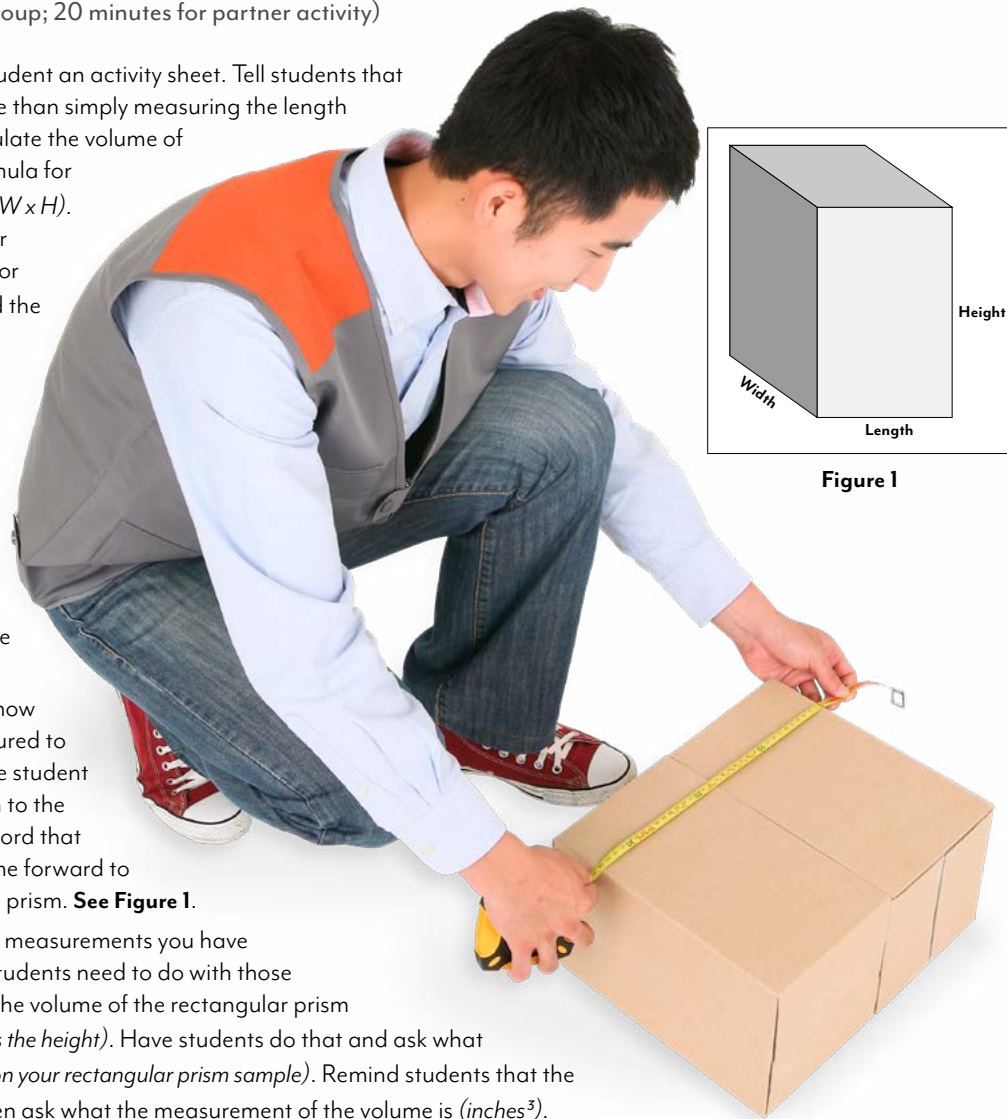 oup; 20 minutes for partner activity)
udent an activity sheet. Tell students that
e than simply measuring the length
ulate the volume of
mula for
W x H).
r
or
d the
e
now
ured to
e student
n to the
ord that
ne forward to
prism. See Figure 1.
measurements you have
tudents need to do with those
he volume of the rectangular prism
s the height). Have students do that and ask what
on your rectangular prism sample). Remind students that the
en ask what the measurement of the volume is (inches³).
Height
Width
Length
Figure 1